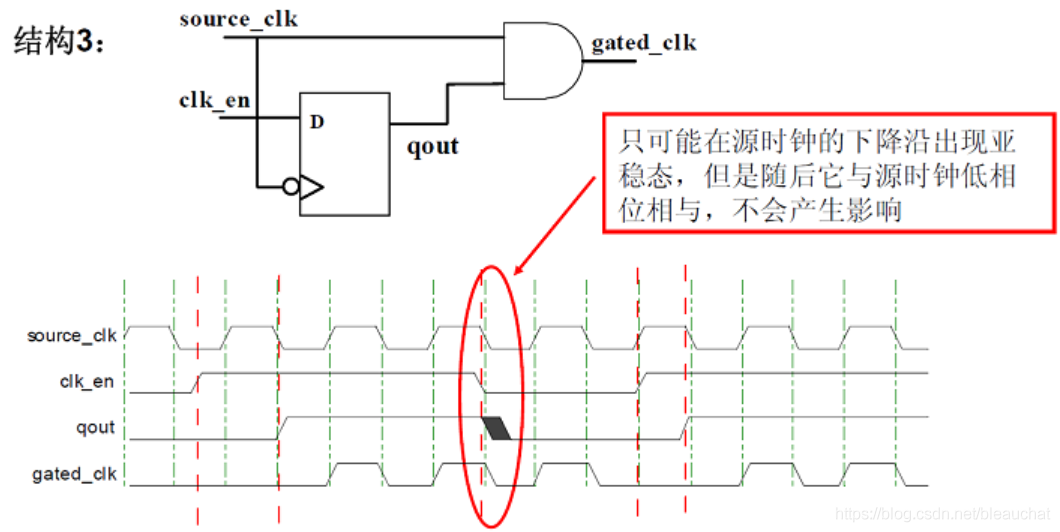 结构3：
source_clk
gated_clk
clk_en
D
qout
只可能在源时钟的下降沿出现亚
稳态，但是随后它与源时钟低相
位相与，不会产生影响
source_clk
clk_en
qout
gated_clk
https://blog.csdn.net/bleauchat